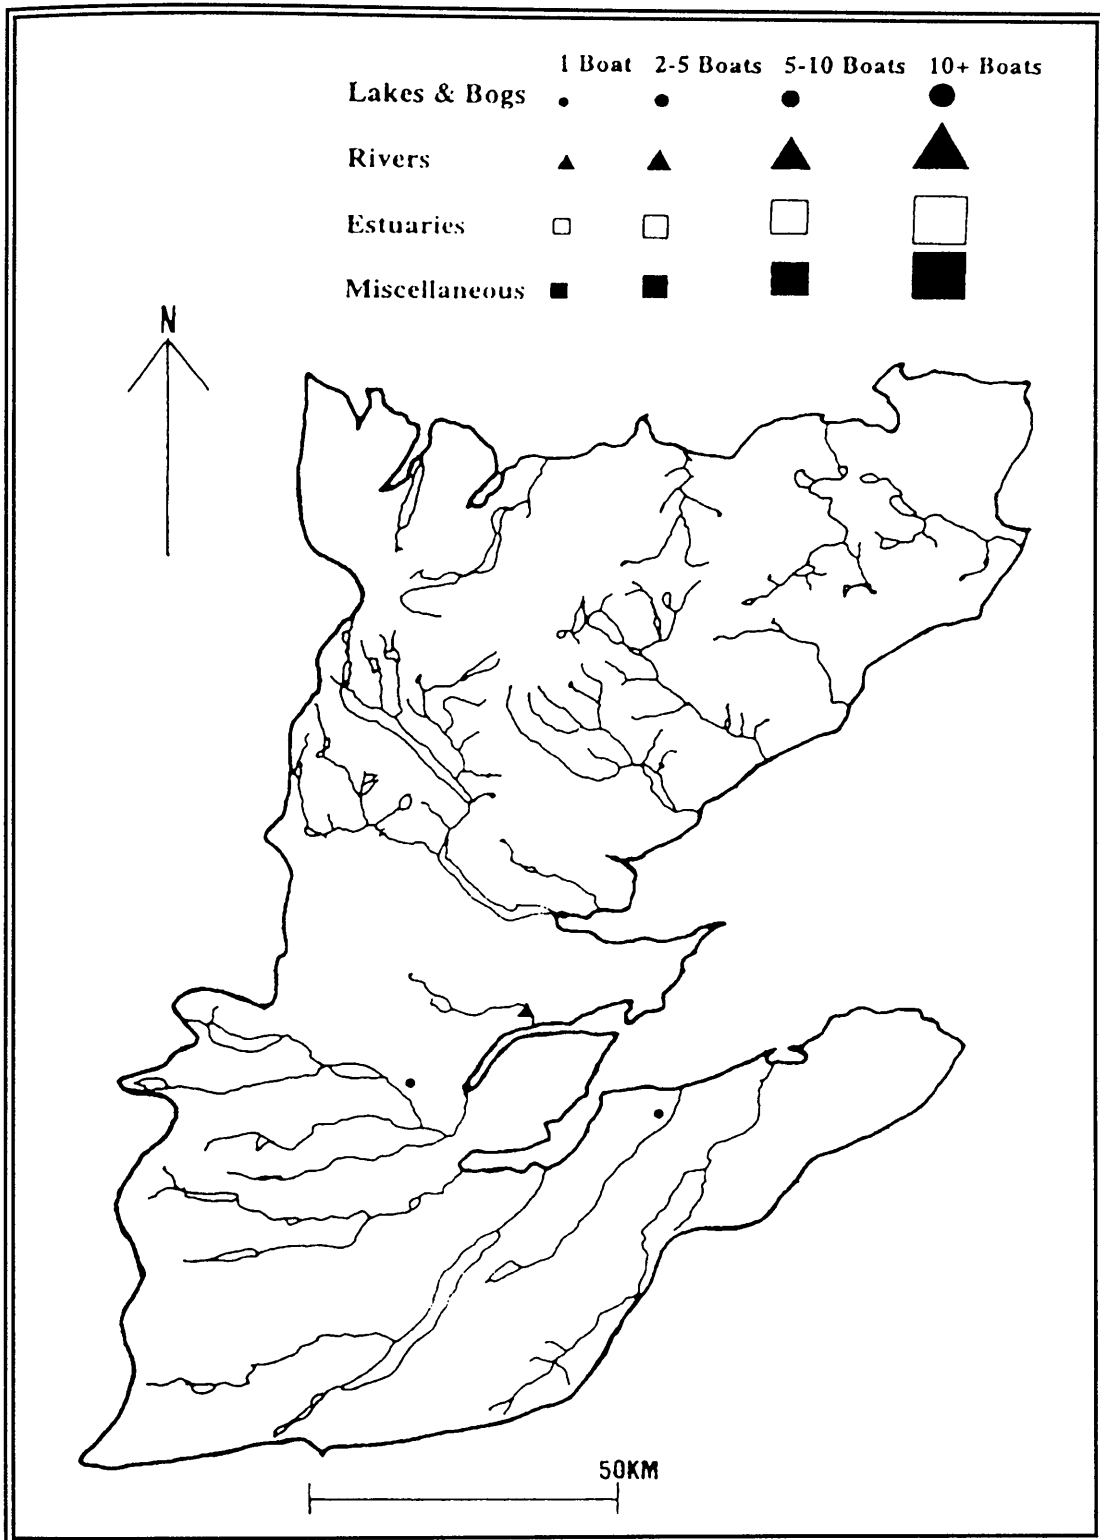 1 Boat 2-5 Boats 5-10 Boats 10+ Boats
Lakes & Bogs
Rivers
Estuaries
Miscellaneous
N
50KM